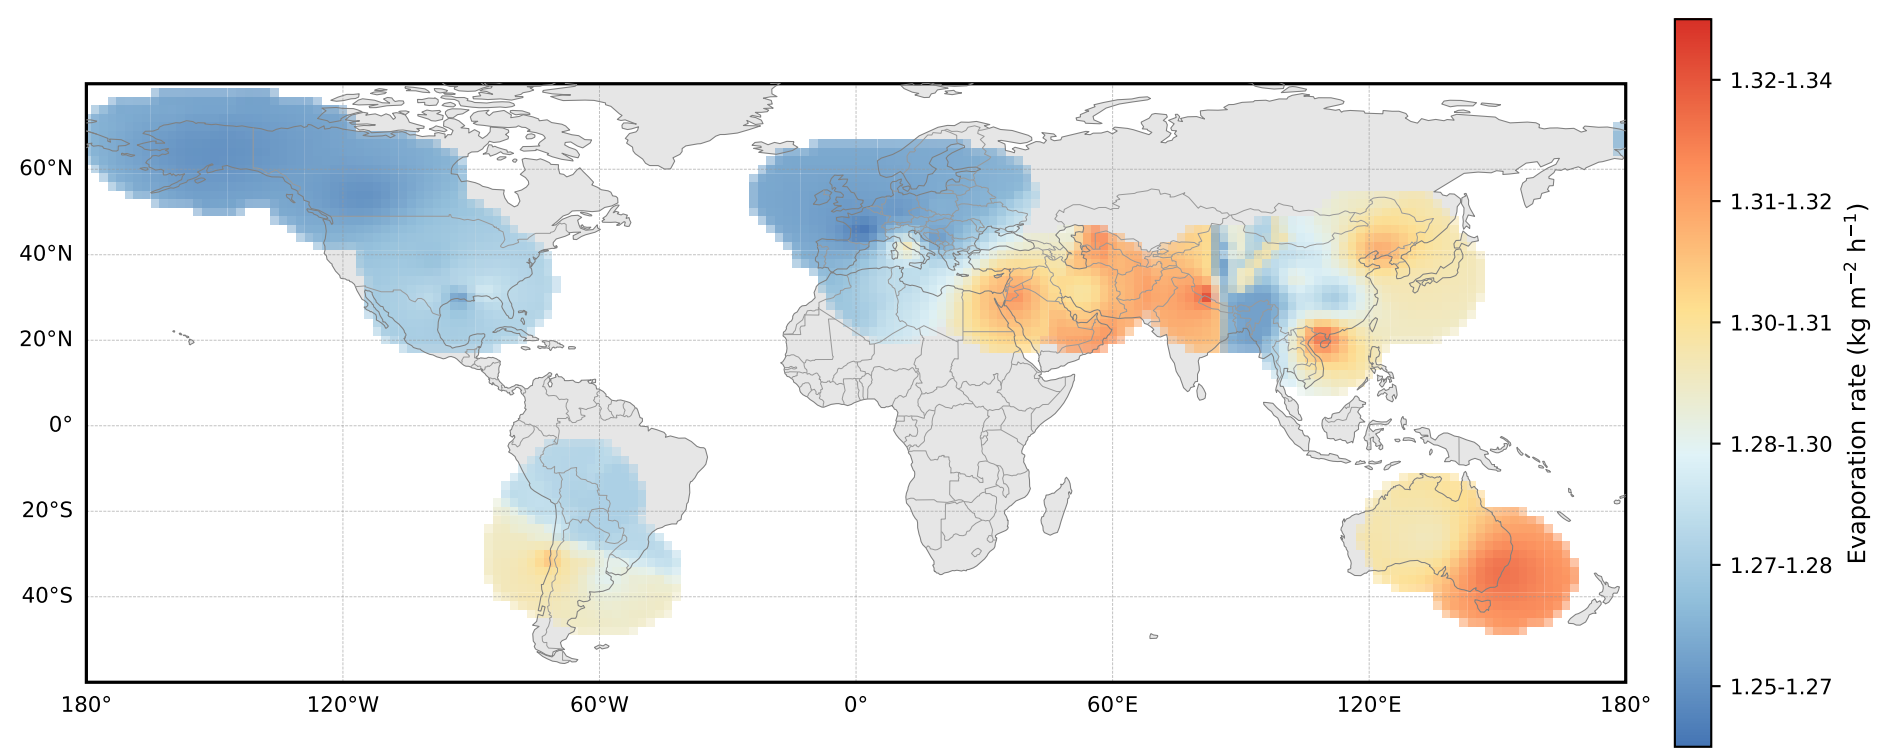 1.32-1.34
1.31-1.32
1.30-1.31
1.28-1.30
1.27-1.28
1.25-1.27
Evaporation rate (kg m⁻² h⁻¹)
60°N
40°N
20°N
0°
20°S
40°S
180° 120°W 60°W 0° 60°E 120°E 180°